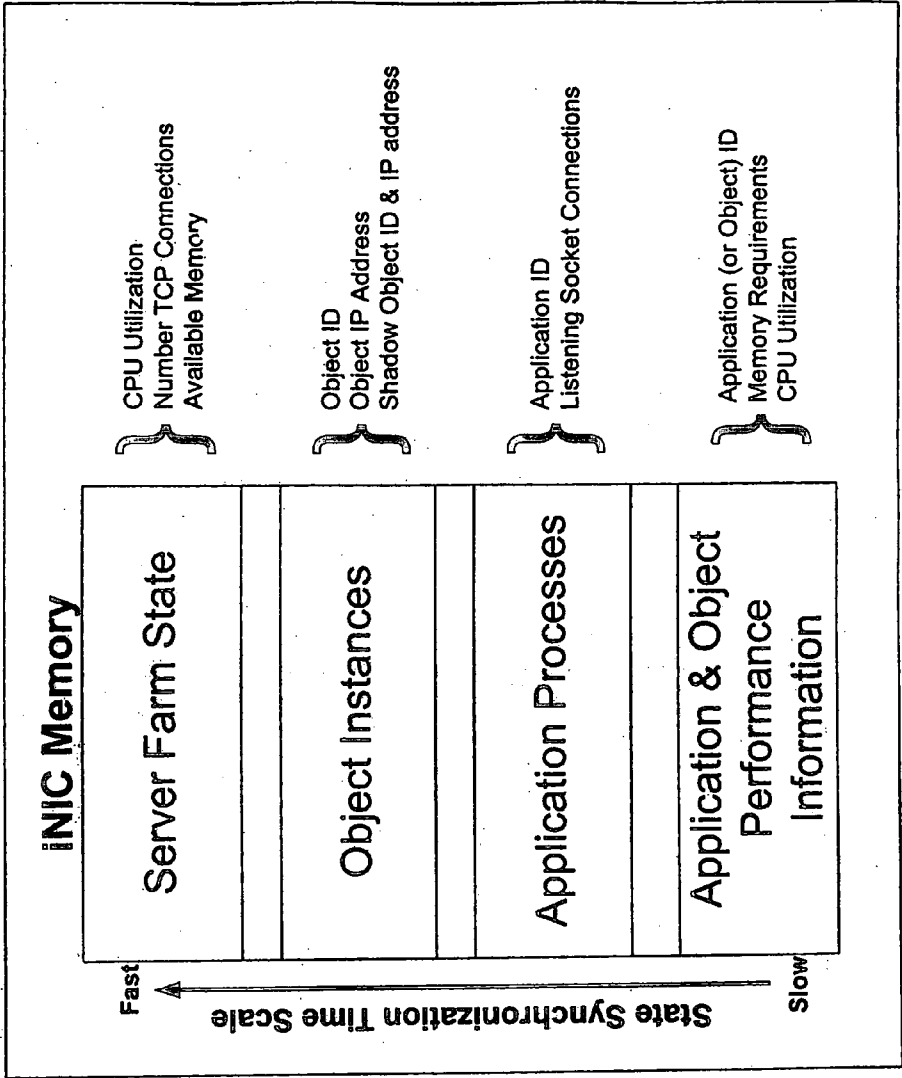 iNIC Memory
Fast
State Synchronization Time Scale
Slow
Server Farm State
CPU Utilization
Number TCP Connections
Available Memory
Object Instances
Object ID
Object IP Address
Shadow Object ID & IP address
Application Processes
Application ID
Listening Socket Connections
Application & Object
Performance
Information
Application (or Object) ID
Memory Requirements
CPU Utilization